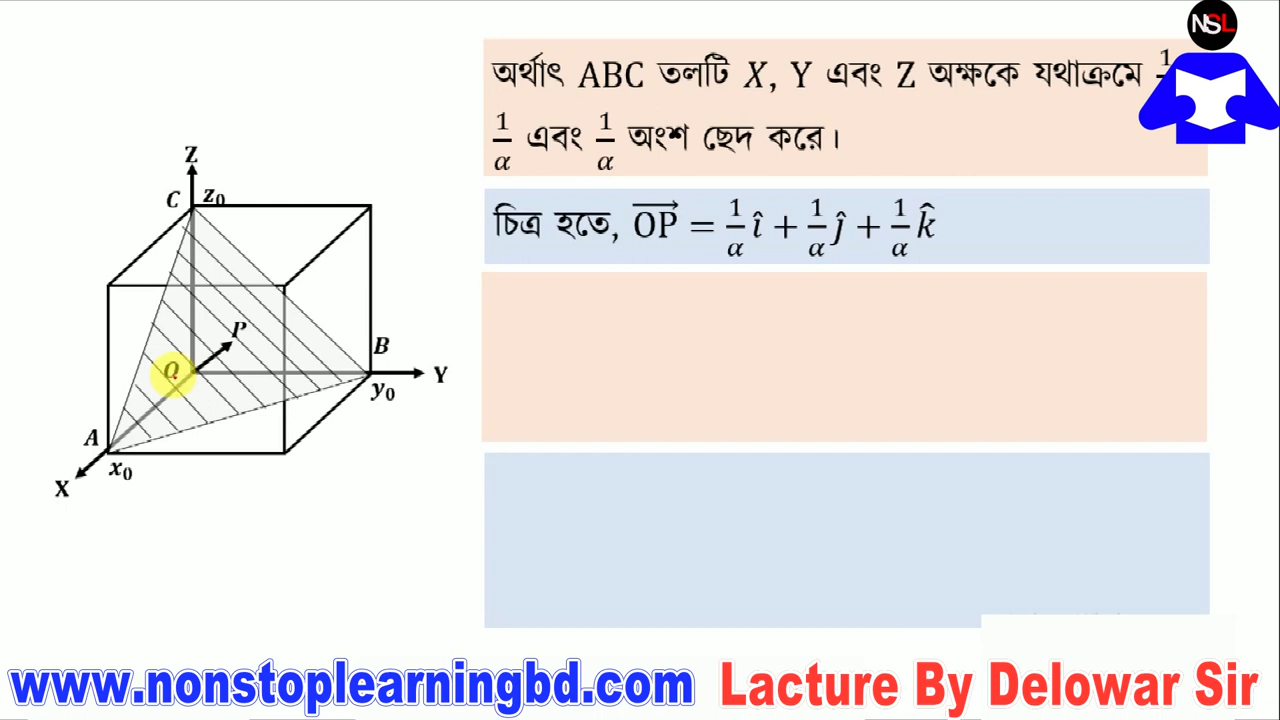 NSL
অর্থাৎ ABC তলটি X, Y এবং Z অক্ষকে যথাক্রমে 1
1/α এবং 1/α অংশ ছেদ করে।
চিত্র হতে, OP⃗ = 1/α î + 1/α ĵ + 1/α k̂
Z
C z₀
P
B
Q
Y
y₀
A
x₀
X
www.nonstoplearningbd.com Lacture By Delowar Sir